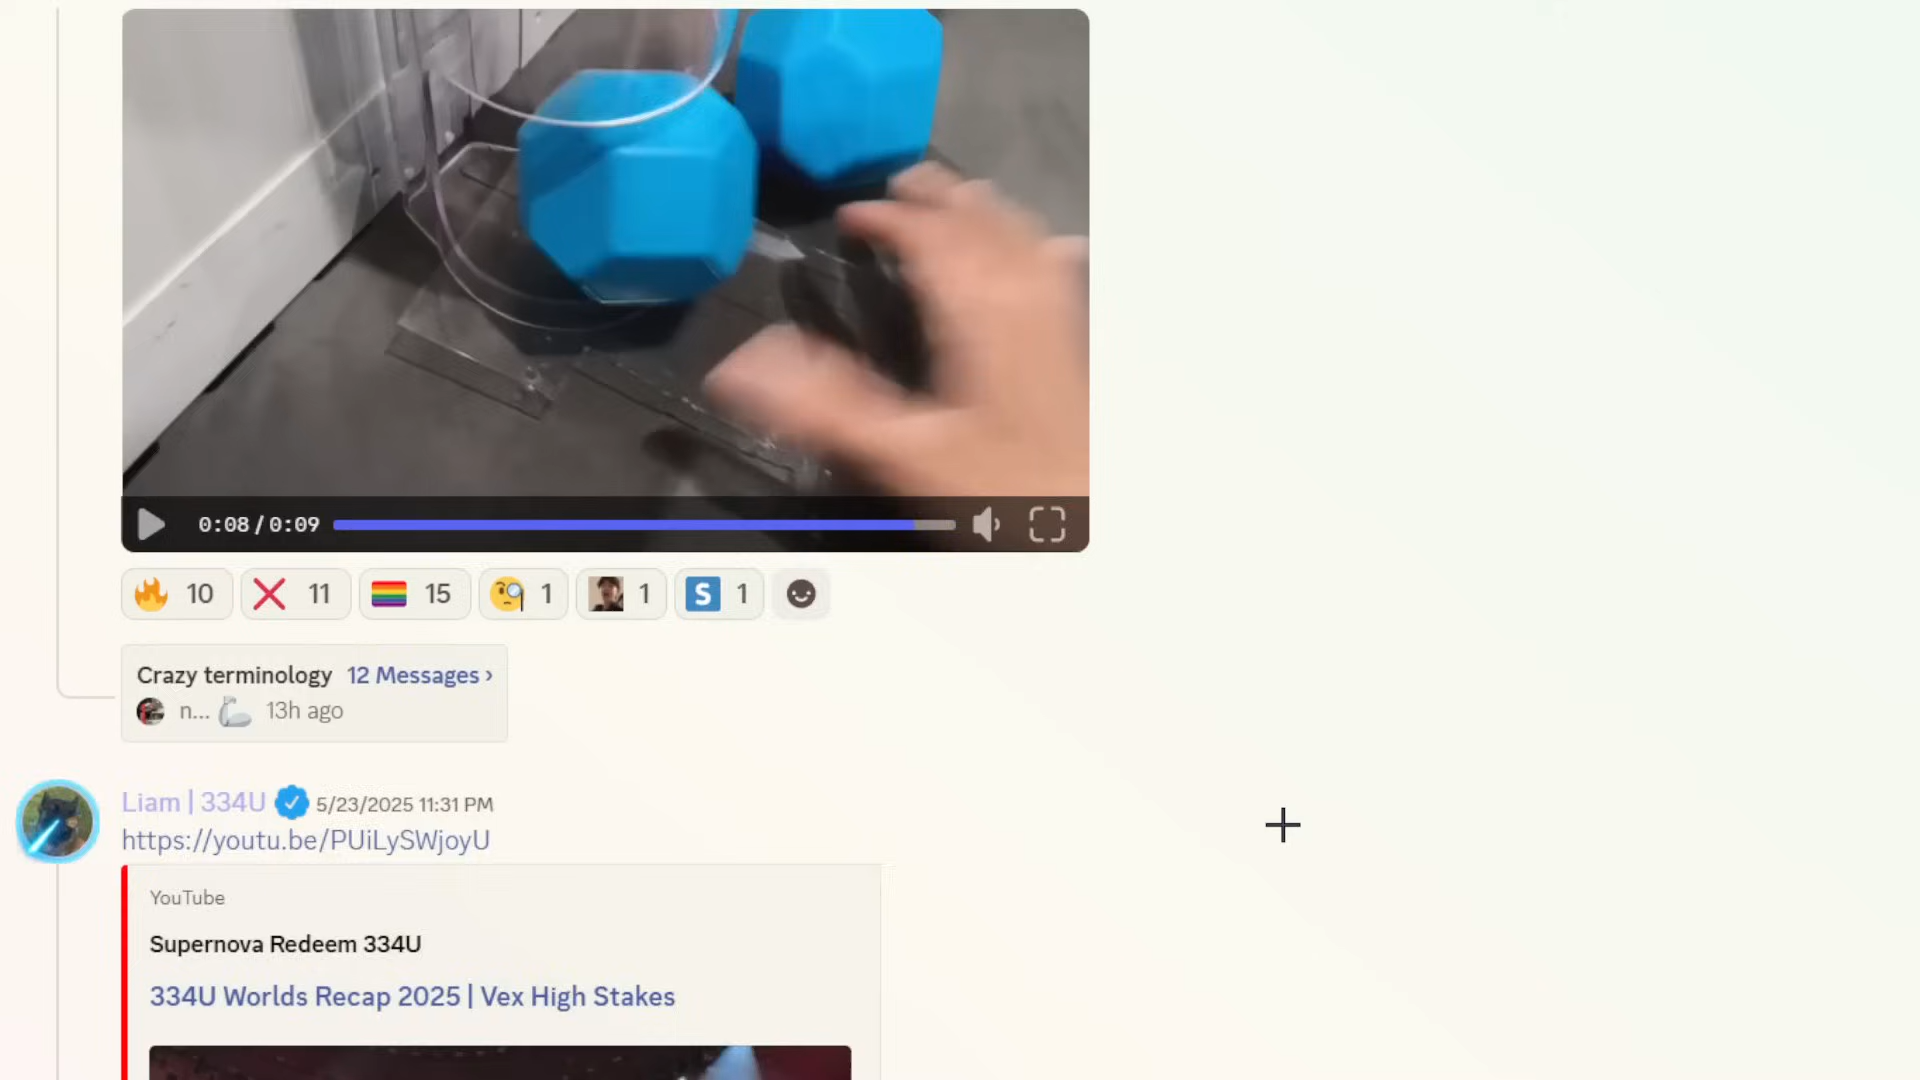 0:08 / 0:09
10 11 15 1 1 S 1
Crazy terminology 12 Messages ›
n... 13h ago
Liam | 334U 5/23/2025 11:31 PM
https://youtu.be/PUiLySWjoyU
YouTube
Supernova Redeem 334U
334U Worlds Recap 2025 | Vex High Stakes